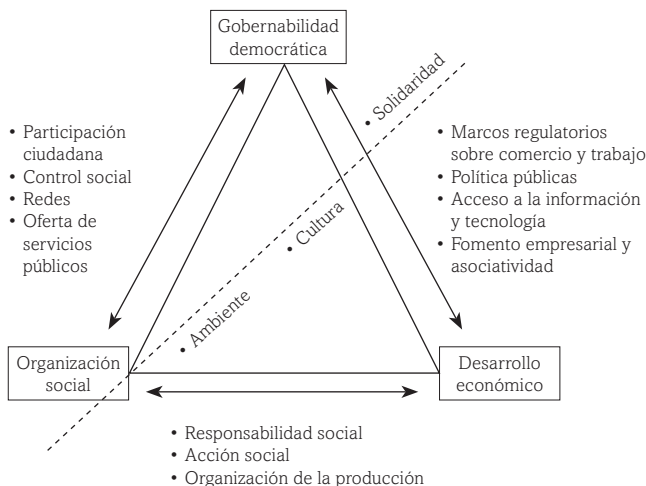 Gobernabilidad
democrática
• Solidaridad
• Participación
ciudadana
• Control social
• Redes
• Oferta de
servicios
públicos
• Marcos regulatorios
sobre comercio y trabajo
• Política públicas
• Acceso a la información
y tecnología
• Fomento empresarial y
asociatividad
• Cultura
• Ambiente
Organización
social
Desarrollo
económico
• Responsabilidad social
• Acción social
• Organización de la producción